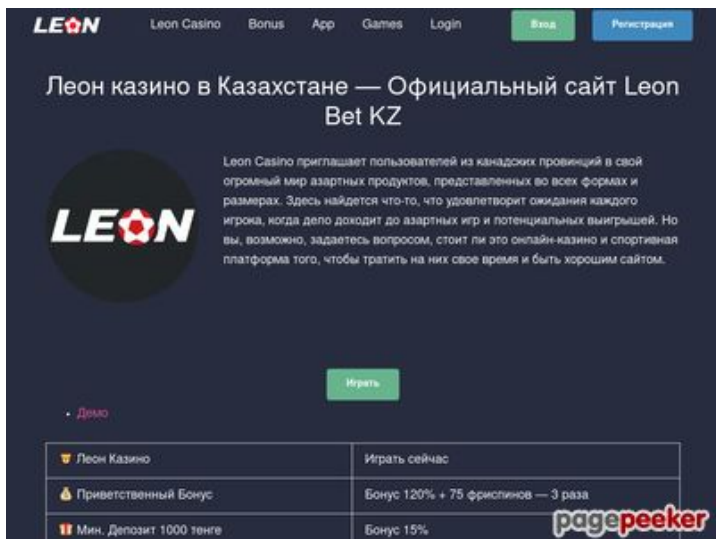 LEON Leon Casino Bonus App Games Login Вход Регистрация
Леон казино в Казахстане — Официальный сайт Leon
Bet KZ
LEON
Leon Casino приглашает пользователей из канадских провинций в свой
огромный мир азартных продуктов, представленных во всех формах и
размерах. Здесь найдется что-то, что удовлетворит ожидания каждого
игрока, когда дело доходит до азартных игр и потенциальных выигрышей. Но
вы, возможно, задаетесь вопросом, стоит ли это онлайн-казино и спортивная
платформа того, чтобы тратить на них свое время и быть хорошим сайтом.
Играть
• Демо
Леон Казино Играть сейчас
Приветственный Бонус Бонус 120% + 75 фриспинов — 3 раза
Мин. Депозит 1000 тенге Бонус 15%
pagepeeker